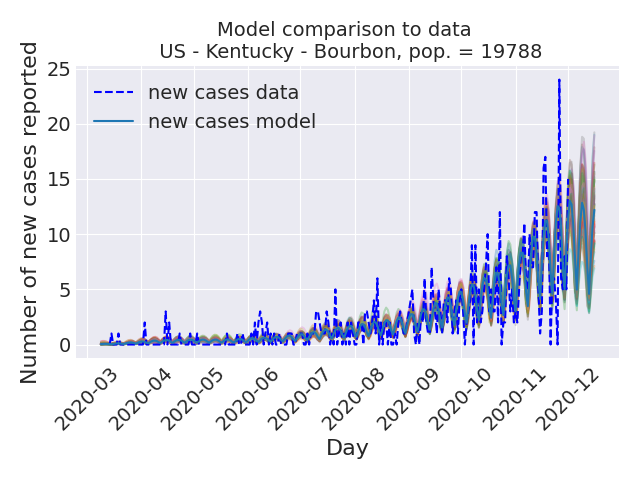 Model comparison to data
US - Kentucky - Bourbon, pop. = 19788
Number of new cases reported
25
20
15
10
5
0
new cases data
new cases model
2020-03
2020-04
2020-05
2020-06
2020-07
2020-08
2020-09
2020-10
2020-11
2020-12
Day